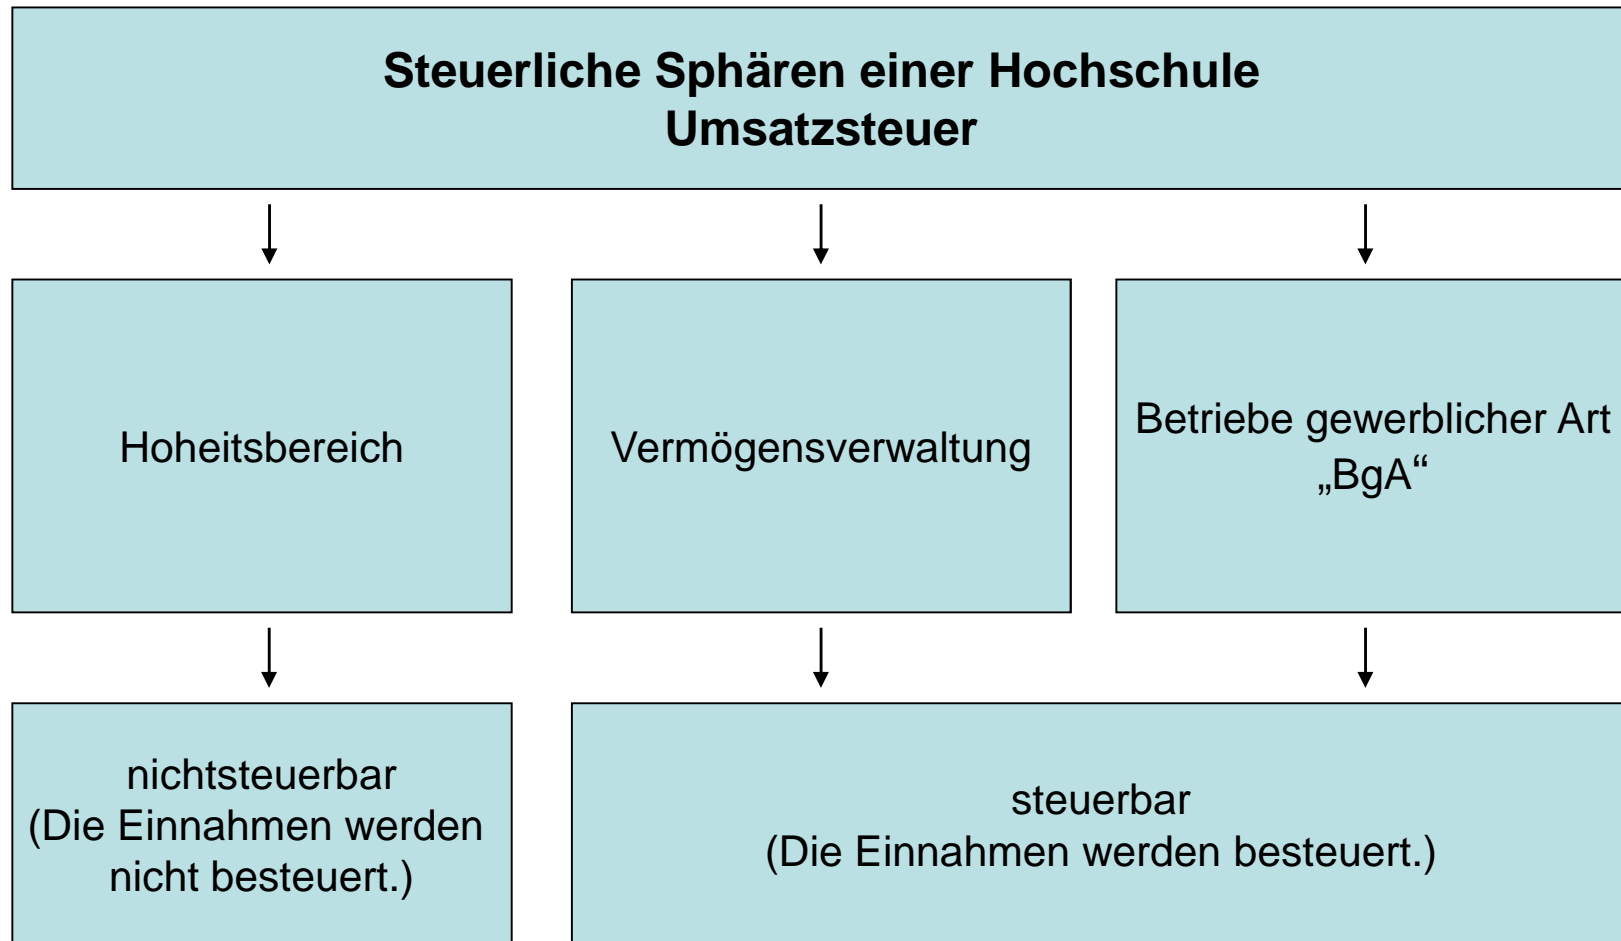 Steuerliche Sphären einer Hochschule
Umsatzsteuer
Hoheitsbereich
Vermögensverwaltung
Betriebe gewerblicher Art
„BgA“
nichtsteuerbar
(Die Einnahmen werden
nicht besteuert.)
steuerbar
(Die Einnahmen werden besteuert.)